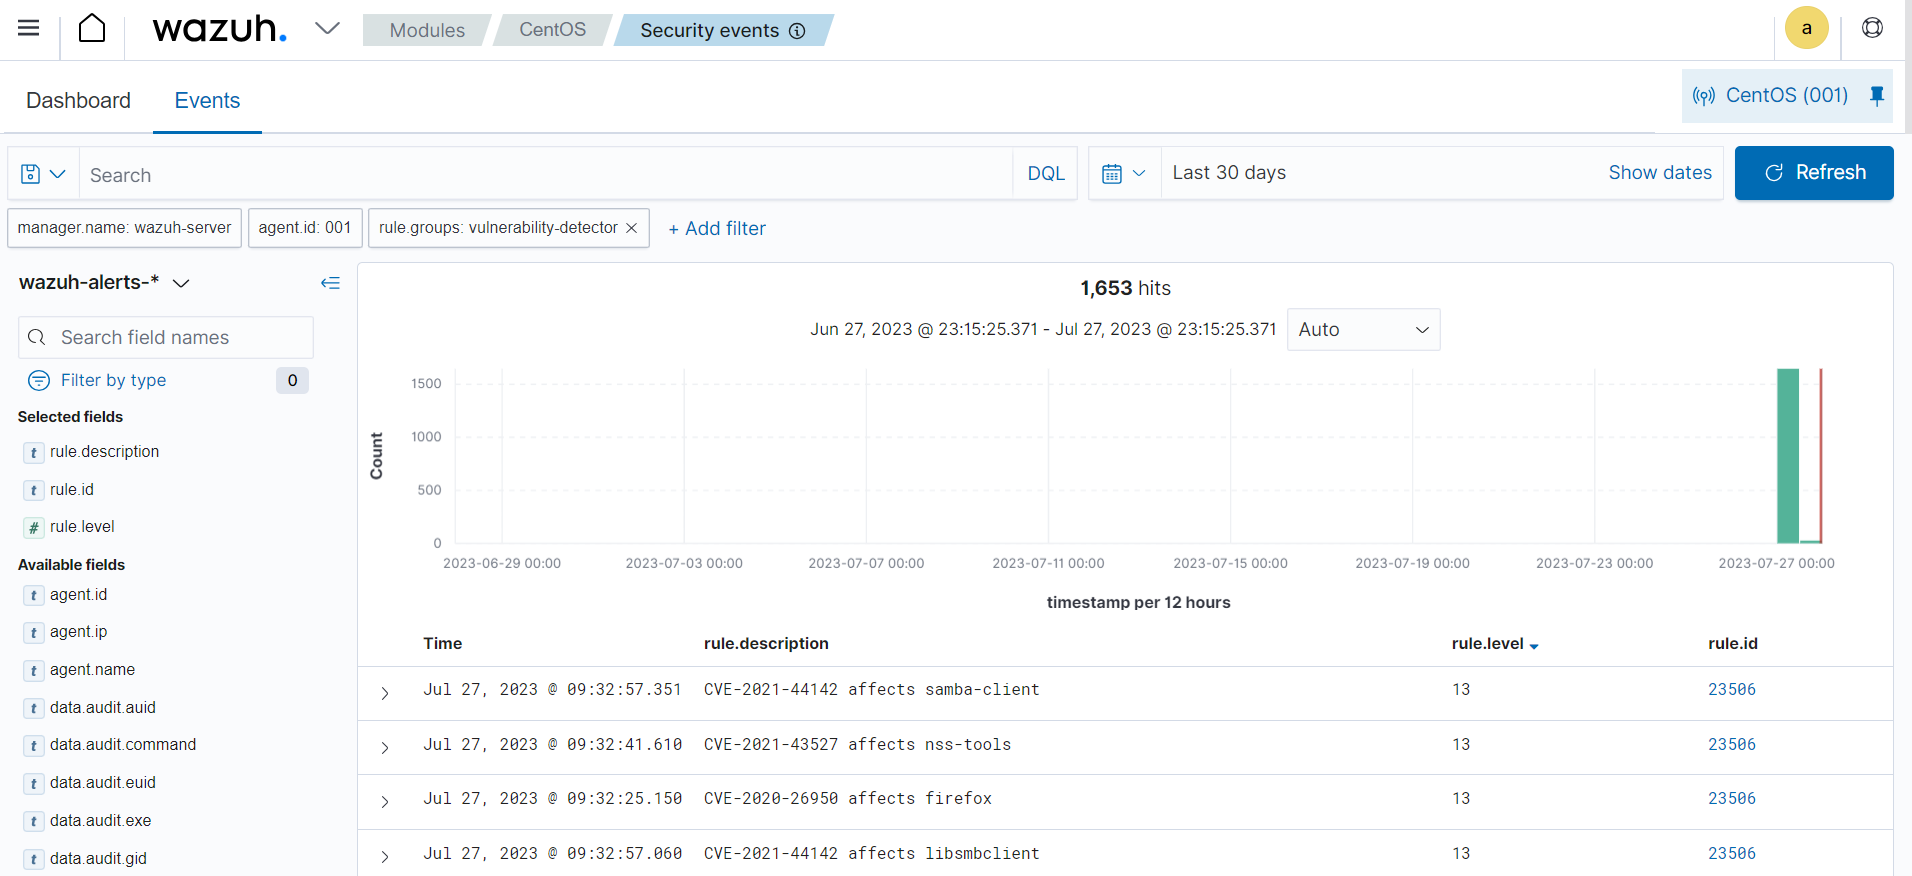 wazuh.
Modules
CentOS
Security events
a
Dashboard
Events
CentOS (001)
Search
DQL
Last 30 days
Show dates
Refresh
manager.name: wazuh-server
agent.id: 001
rule.groups: vulnerability-detector
+ Add filter
wazuh-alerts-*
Search field names
Filter by type
0
Selected fields
t rule.description
t rule.id
# rule.level
Available fields
t agent.id
t agent.ip
t agent.name
t data.audit.auid
t data.audit.command
t data.audit.euid
t data.audit.exe
t data.audit.gid
1,653 hits
Jun 27, 2023 @ 23:15:25.371 - Jul 27, 2023 @ 23:15:25.371
Auto
Count
1500
1000
500
0
2023-06-29 00:00 2023-07-03 00:00 2023-07-07 00:00 2023-07-11 00:00 2023-07-15 00:00 2023-07-19 00:00 2023-07-23 00:00 2023-07-27 00:00
timestamp per 12 hours
Time rule.description rule.level rule.id
Jul 27, 2023 @ 09:32:57.351 CVE-2021-44142 affects samba-client 13 23506
Jul 27, 2023 @ 09:32:41.610 CVE-2021-43527 affects nss-tools 13 23506
Jul 27, 2023 @ 09:32:25.150 CVE-2020-26950 affects firefox 13 23506
Jul 27, 2023 @ 09:32:57.060 CVE-2021-44142 affects libsmbclient 13 23506